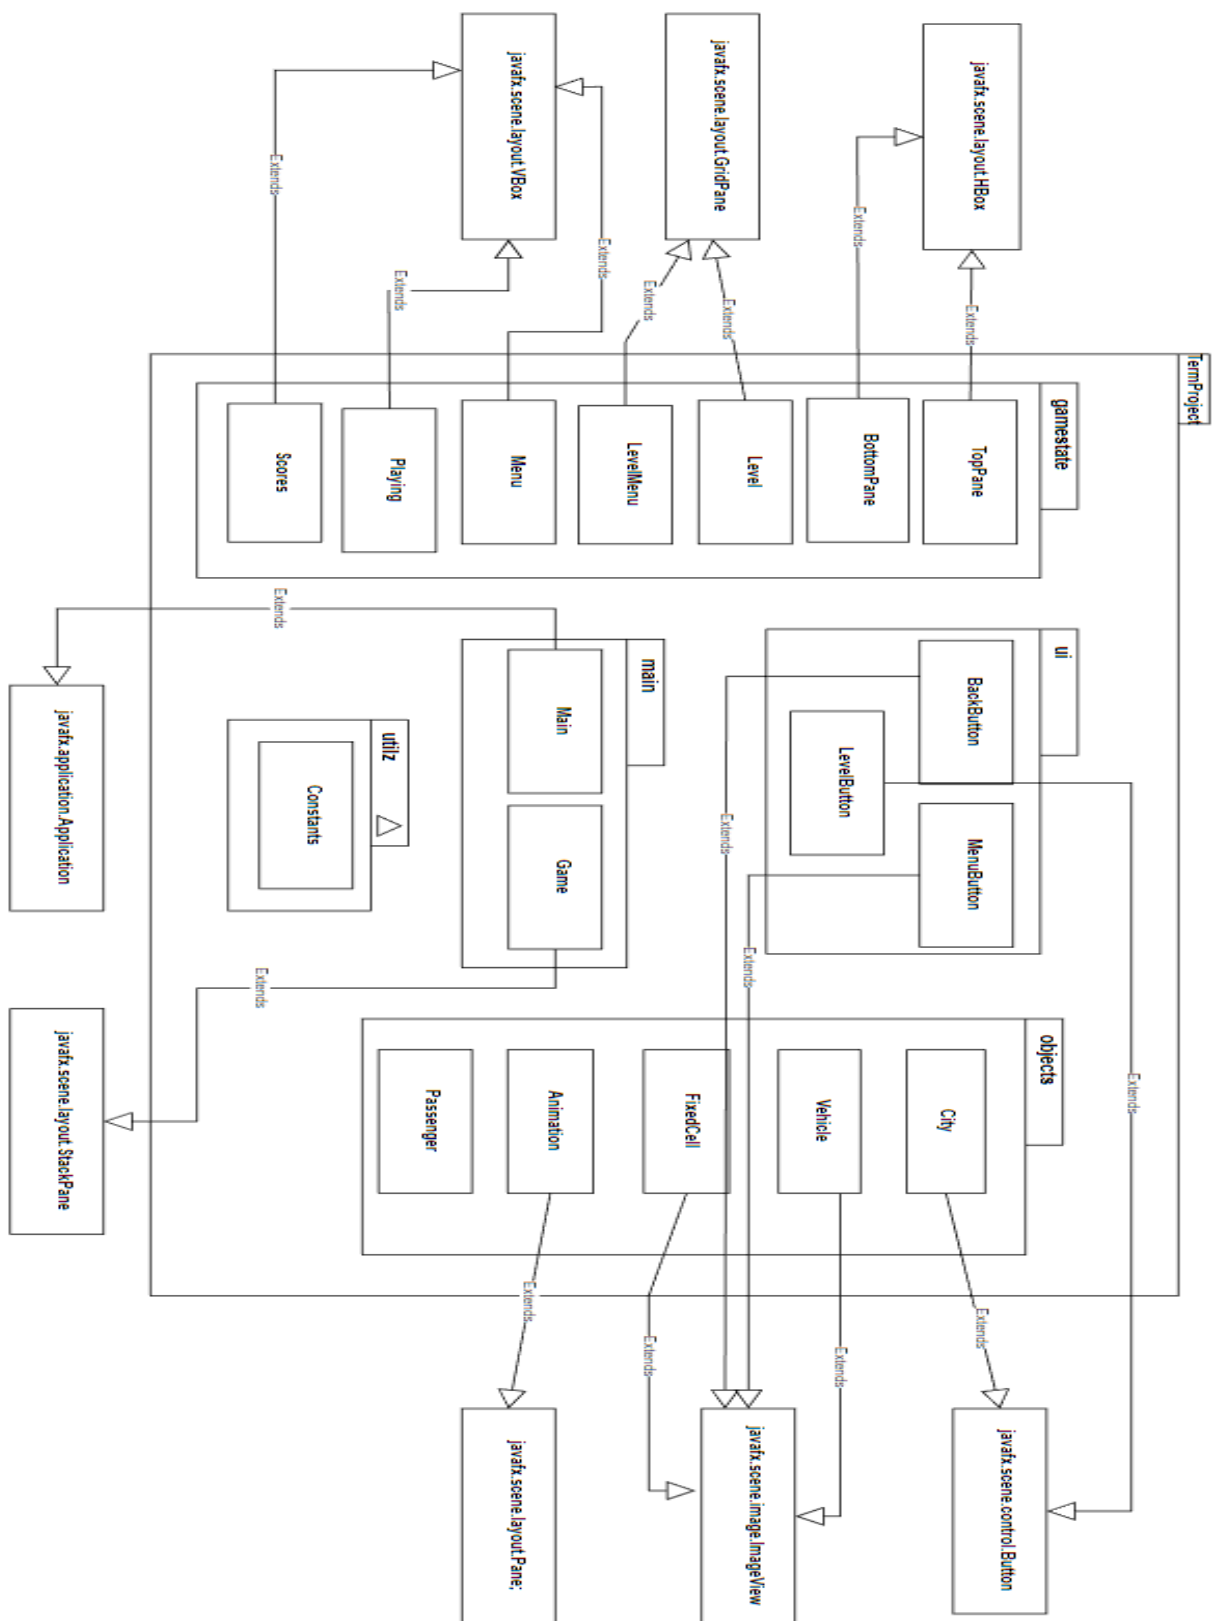 TermProject
Extends
gamestate
ui
objects
javafx.scene.layout.HBox
Extends
TopPane
BackButton
MenuButton
City
Extends
javafx.scene.control.Button
Extends
BottomPane
LevelButton
Vehicle
Extends
javafx.scene.layout.GridPane
Extends
Level
Extends
Extends
FixedCell
javafx.scene.image.ImageView
Extends
LevelMenu
main
Extends
Extends
javafx.scene.layout.VBox
Menu
Main
Game
Animation
Extends
javafx.scene.layout.Pane;
Extends
Playing
utilz
Passenger
Extends
Scores
Extends
Constants
Extends
javafx.application.Application
javafx.scene.layout.StackPane